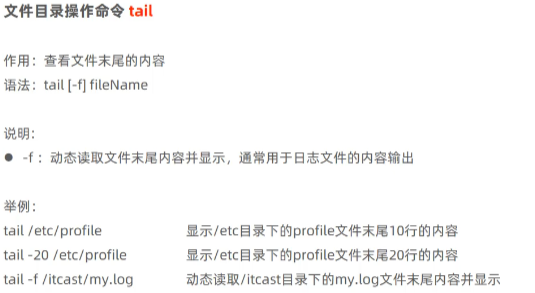 文件目录操作命令 tail
作用：查看文件末尾的内容
语法：tail [-f] fileName
说明：
● -f ：动态读取文件末尾内容并显示，通常用于日志文件的内容输出
举例：
tail /etc/profile 显示/etc目录下的profile文件末尾10行的内容
tail -20 /etc/profile 显示/etc目录下的profile文件末尾20行的内容
tail -f /itcast/my.log 动态读取/itcast目录下的my.log文件末尾内容并显示